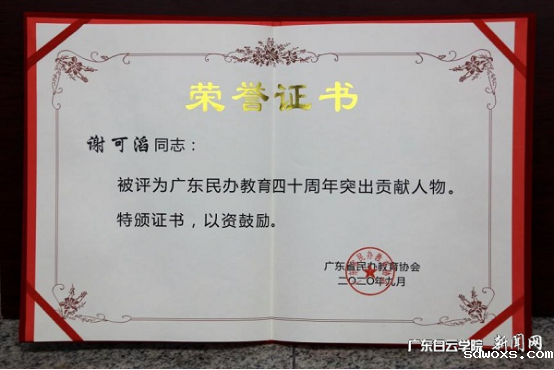 荣誉证书
谢可滔同志：
被评为广东民办教育四十周年突出贡献人物。
特颁证书，以资鼓励。
广东省民办教育协会
二〇二〇年九月
广东白云学院 新闻网
sdwoxs.com